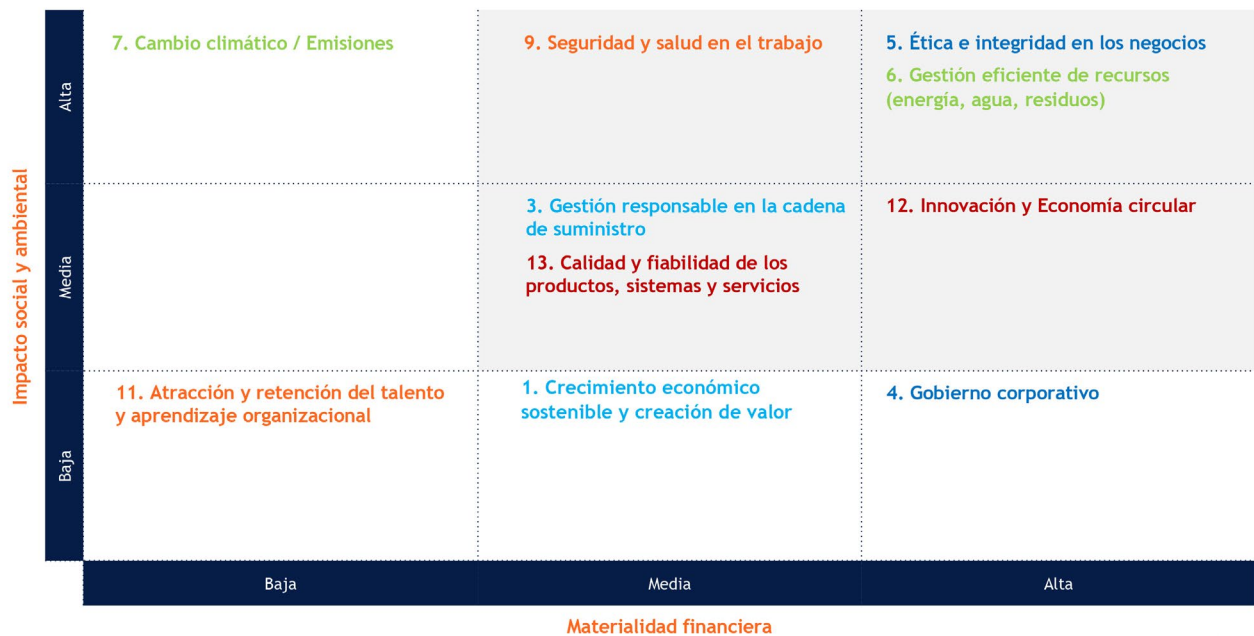 Impacto social y ambiental
Alta
7. Cambio climático / Emisiones
9. Seguridad y salud en el trabajo
5. Ética e integridad en los negocios
6. Gestión eficiente de recursos
(energía, agua, residuos)
Media
3. Gestión responsable en la cadena
de suministro
13. Calidad y fiabilidad de los
productos, sistemas y servicios
12. Innovación y Economía circular
Baja
11. Atracción y retención del talento
y aprendizaje organizacional
1. Crecimiento económico
sostenible y creación de valor
4. Gobierno corporativo
Baja
Media
Alta
Materialidad financiera